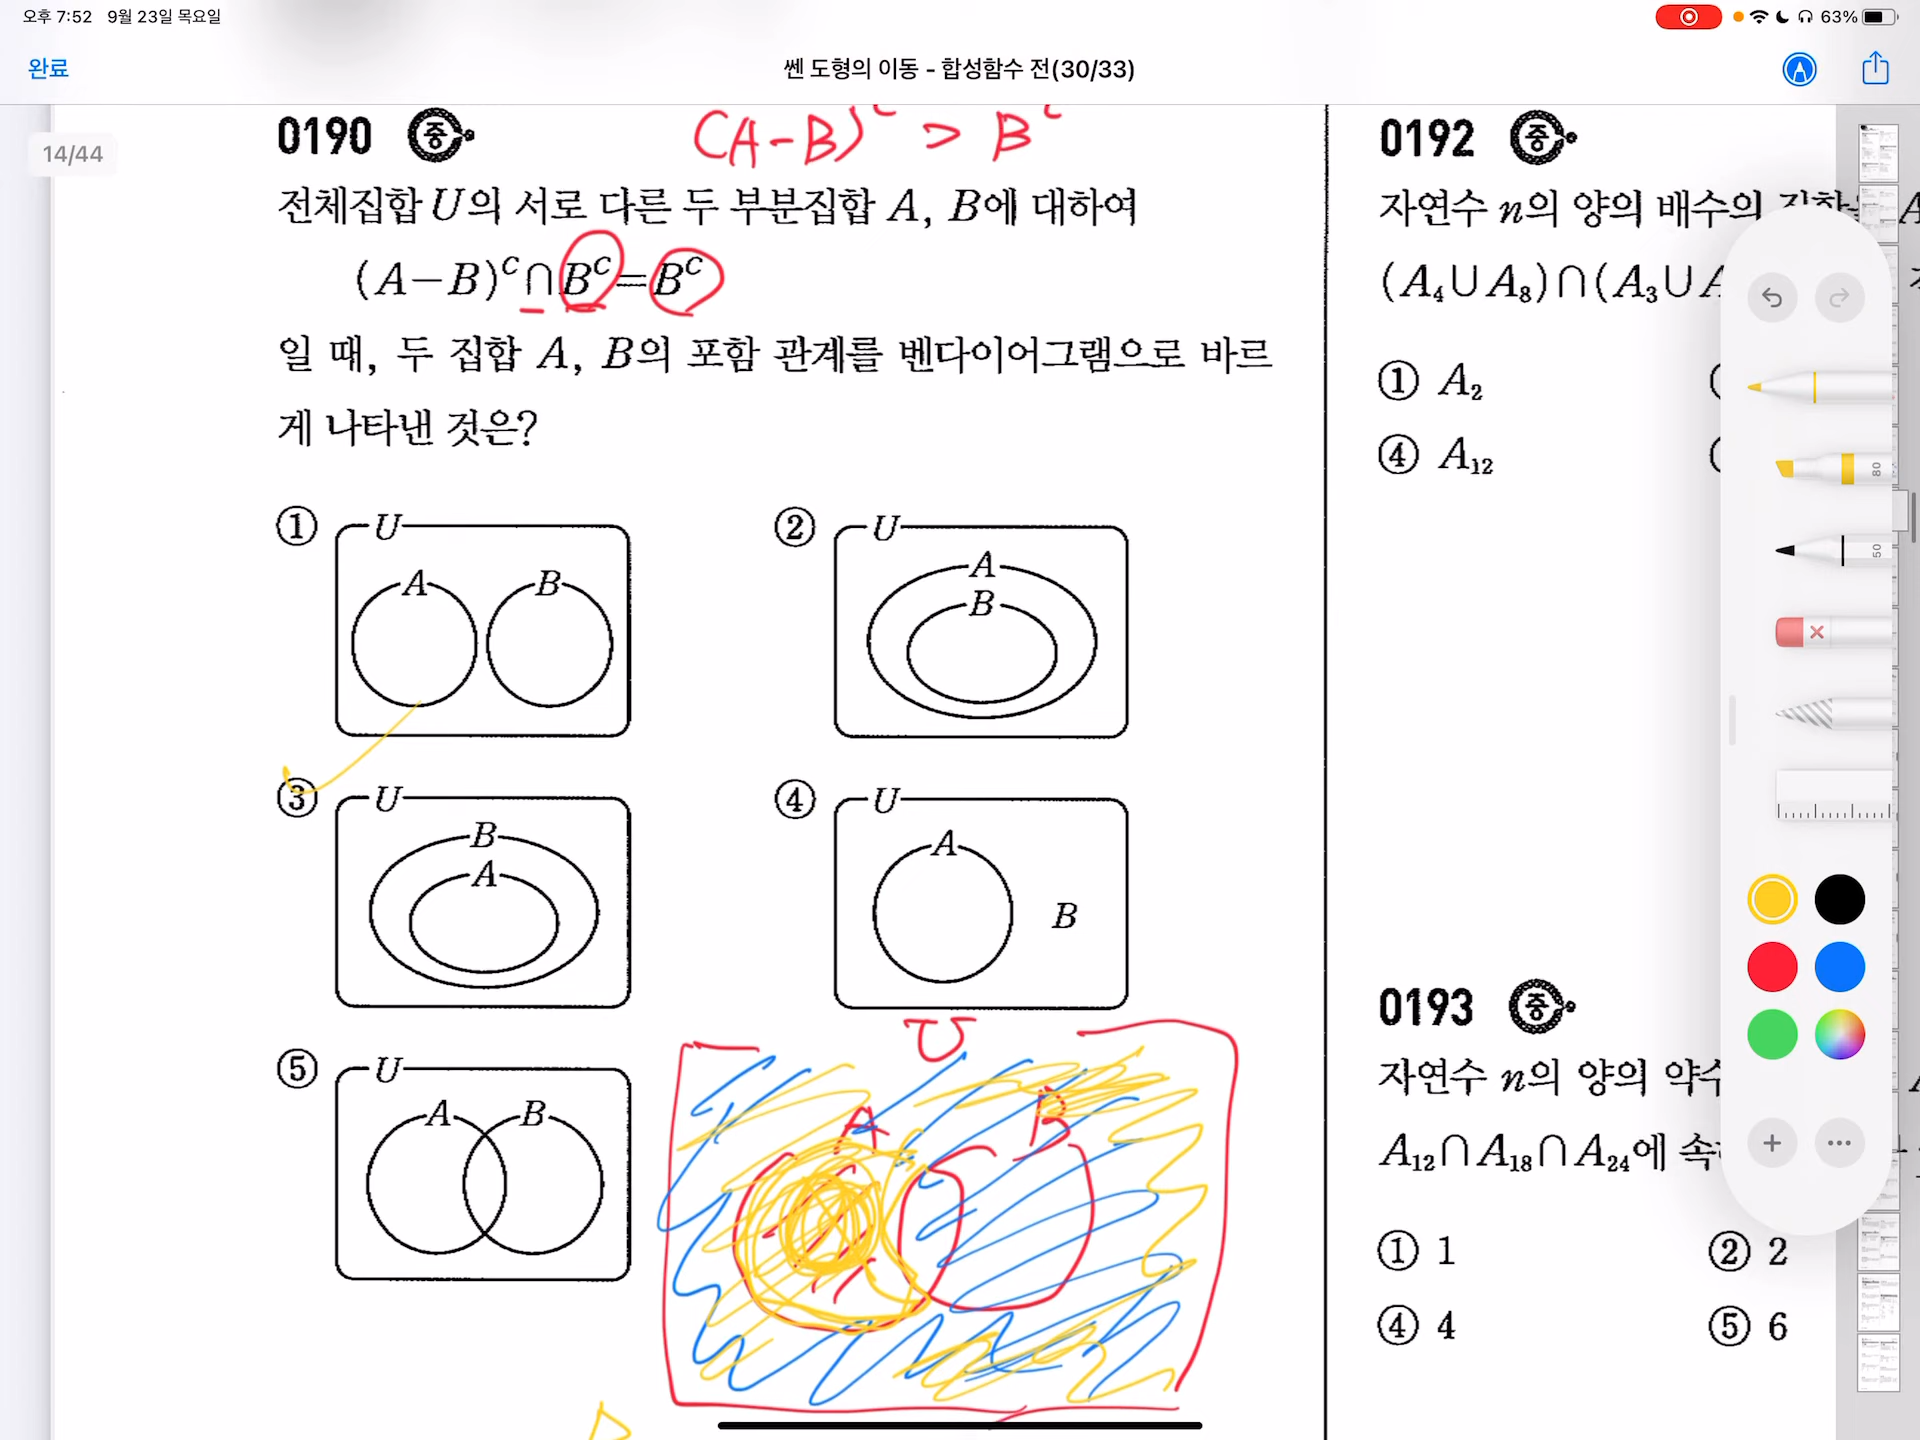 오후 7:52 9월 23일 목요일
63%
완료
쎈 도형의 이동 - 합성함수 전(30/33)
14/44
0190 중
(A-B)ᶜ > Bᶜ
전체집합 U의 서로 다른 두 부분집합 A, B에 대하여
(A-B)ᶜ∩Bᶜ=Bᶜ
일 때, 두 집합 A, B의 포함 관계를 벤다이어그램으로 바르
게 나타낸 것은?
① U A B
② U A B
③ U B A
④ U A B
⑤ U A B
U
A B
0192 중
자연수 n의 양의 배수의
(A₄∪A₈)∩(A₃∪A
① A₂
④ A₁₂
0193 중
자연수 n의 양의 약수
A₁₂∩A₁₈∩A₂₄에 속
① 1 ② 2
④ 4 ⑤ 6
80
50